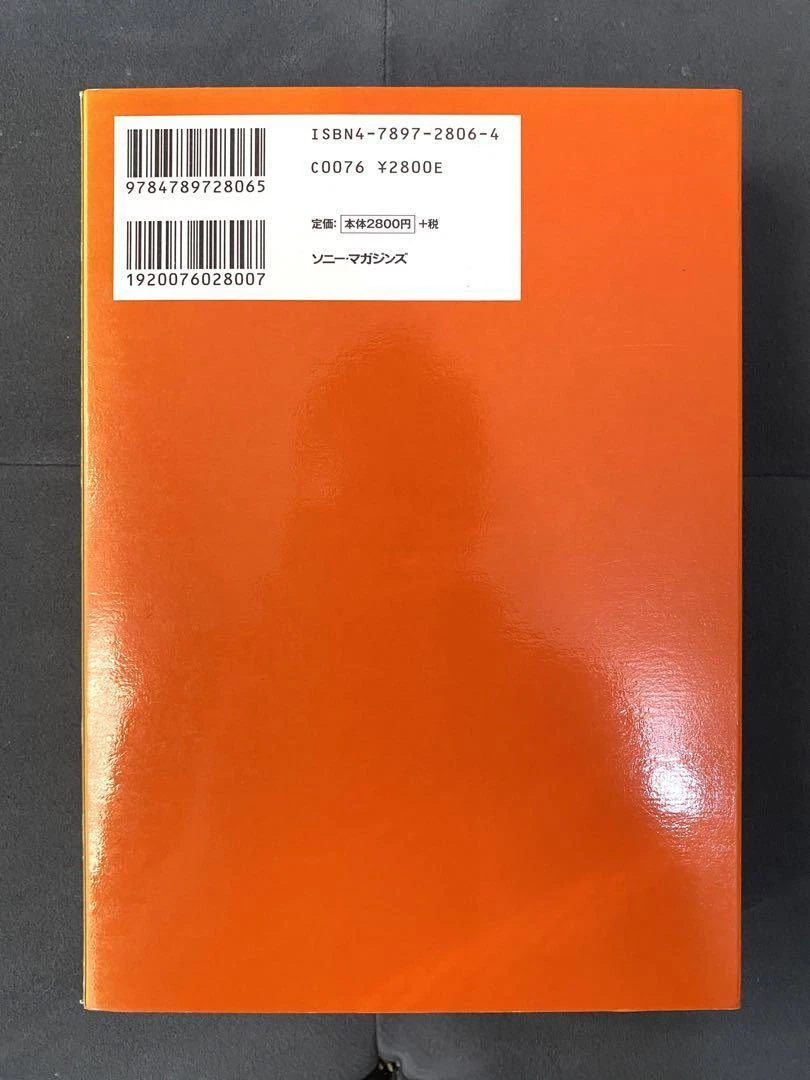 ISBN4-7897-2806-4
C0076 ¥2800E
9784789728065
定価: 本体2800円 +税
ソニー・マガジンズ
1920076028007